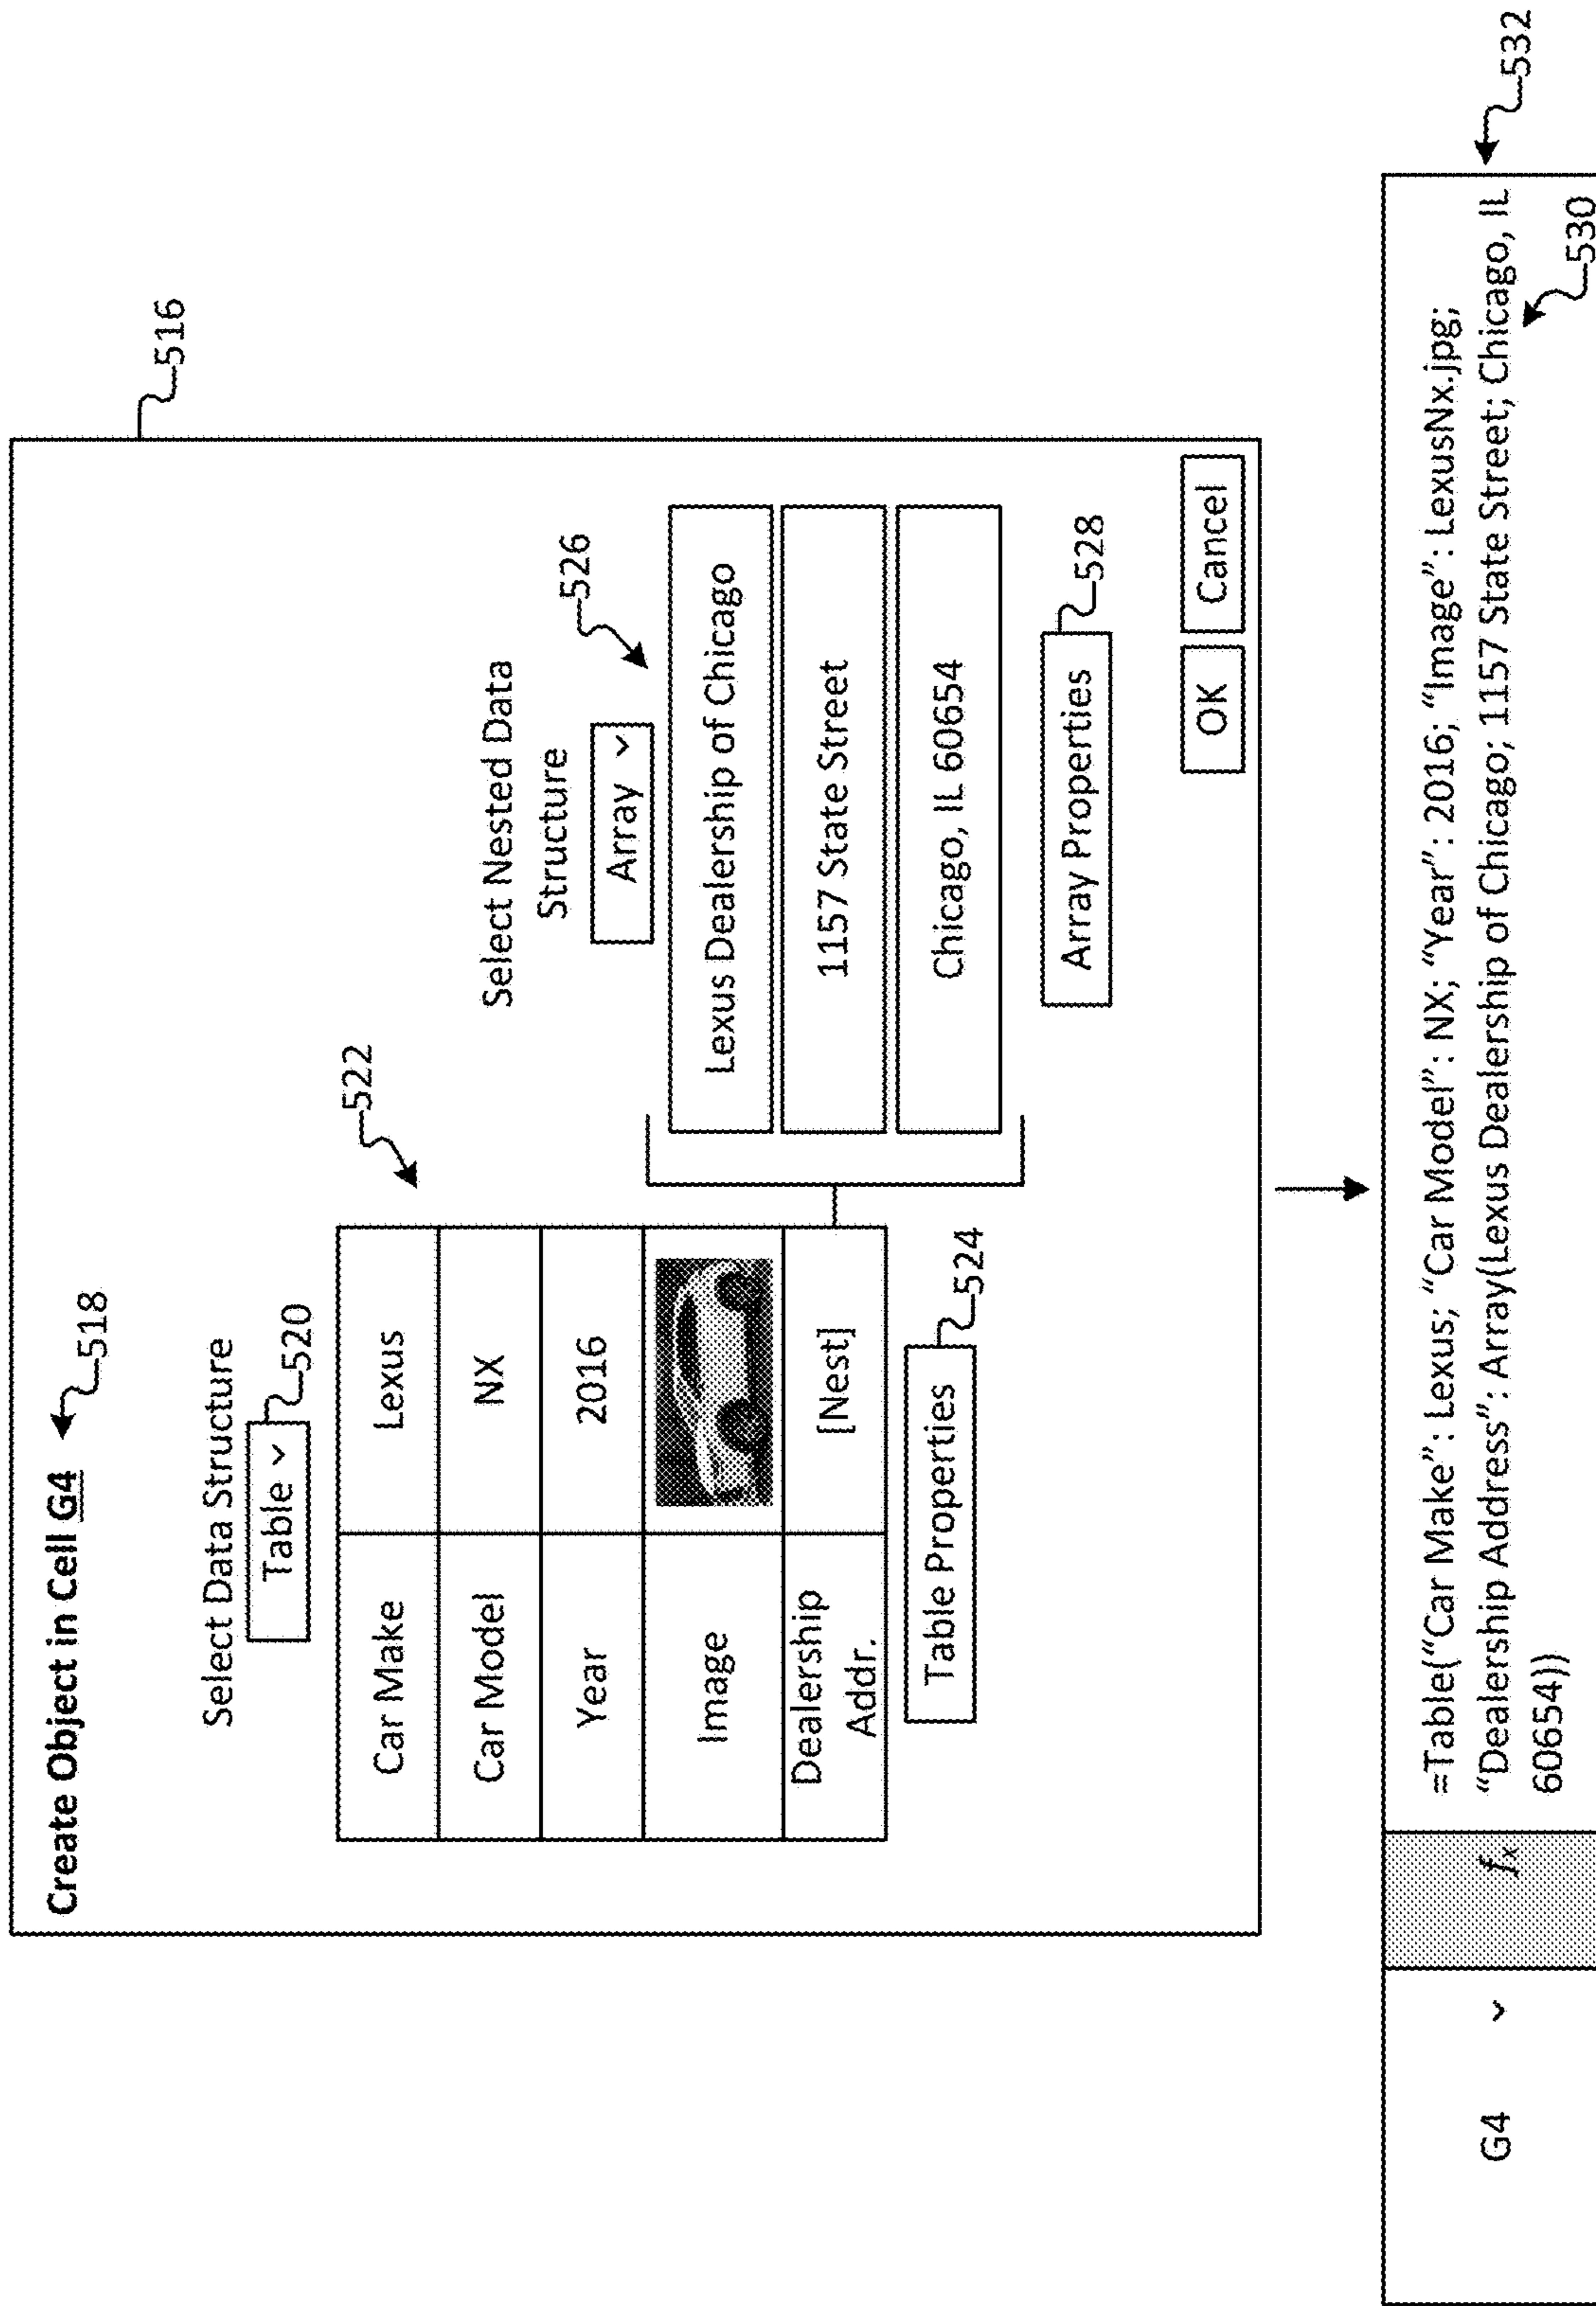 Create Object in Cell G4
518
516
Select Data Structure
Table
520
522
Car Make Lexus
Car Model NX
Year 2016
Image
Dealership
Addr.
[Nest]
Table Properties
524
Select Nested Data
Structure
Array
526
Lexus Dealership of Chicago
1157 State Street
Chicago, IL 60654
Array Properties
528
OK Cancel
G4
fx
=Table(“Car Make”: Lexus; “Car Model”: NX; “Year”: 2016; “Image”: LexusNx.jpg;
“Dealership Address”: Array(Lexus Dealership of Chicago; 1157 State Street; Chicago, IL
60654))
530
532